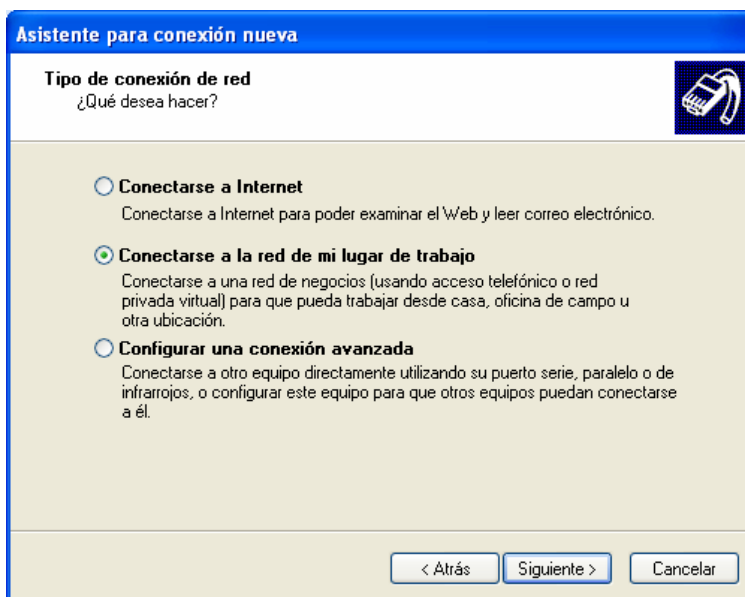 Asistente para conexión nueva
Tipo de conexión de red
¿Qué desea hacer?
Conectarse a Internet
Conectarse a Internet para poder examinar el Web y leer correo electrónico.
Conectarse a la red de mi lugar de trabajo
Conectarse a una red de negocios (usando acceso telefónico o red
privada virtual) para que pueda trabajar desde casa, oficina de campo u
otra ubicación.
Configurar una conexión avanzada
Conectarse a otro equipo directamente utilizando su puerto serie, paralelo o de
infrarrojos, o configurar este equipo para que otros equipos puedan conectarse
a él.
< Atrás Siguiente > Cancelar